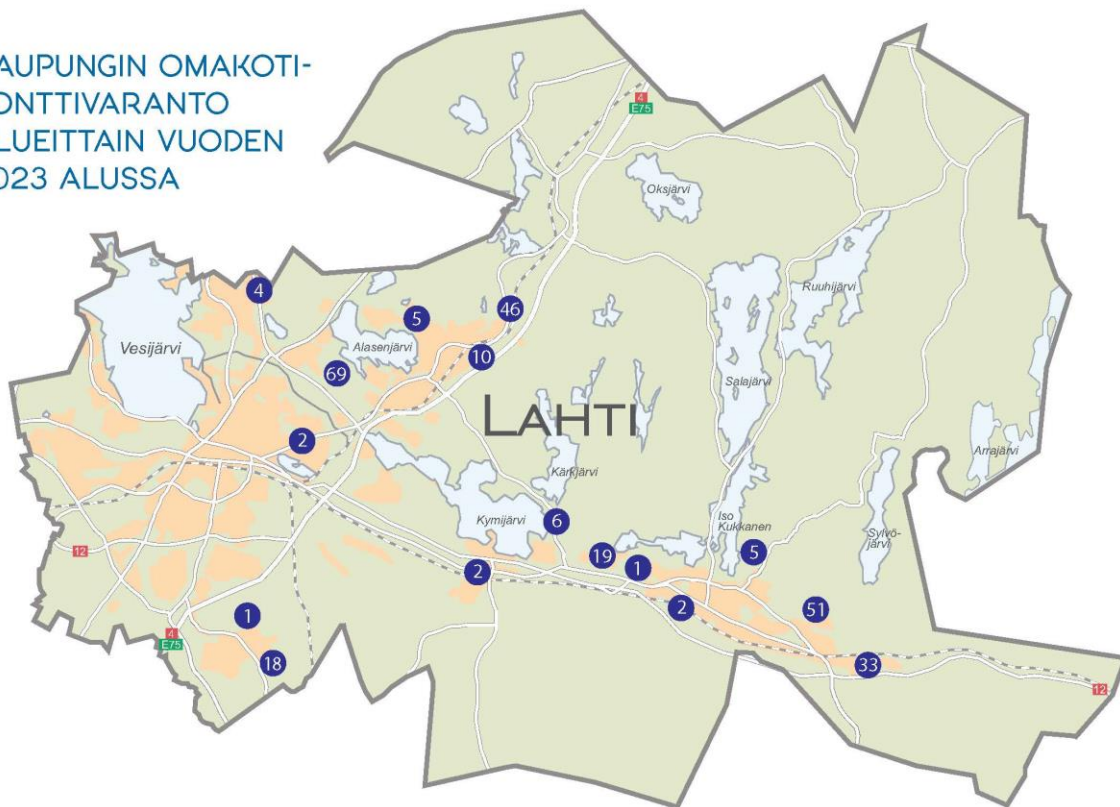 AUPUNGIN OMAKOTI-
ONTTIVARANTO
LUEITTAIN VUODEN
023 ALUSSA
4
E75
Oksjärvi
Ruuhijärvi
4
5
46
Vesijärvi
Alasenjärvi
10
69
Salajärvi
LAHTI
2
Kärkjärvi
Arrajärvi
Kymijärvi
6
Iso
Kukkanen
Sylvö-
järvi
12
19
5
2
1
1
2
51
4
E75
18
33
12